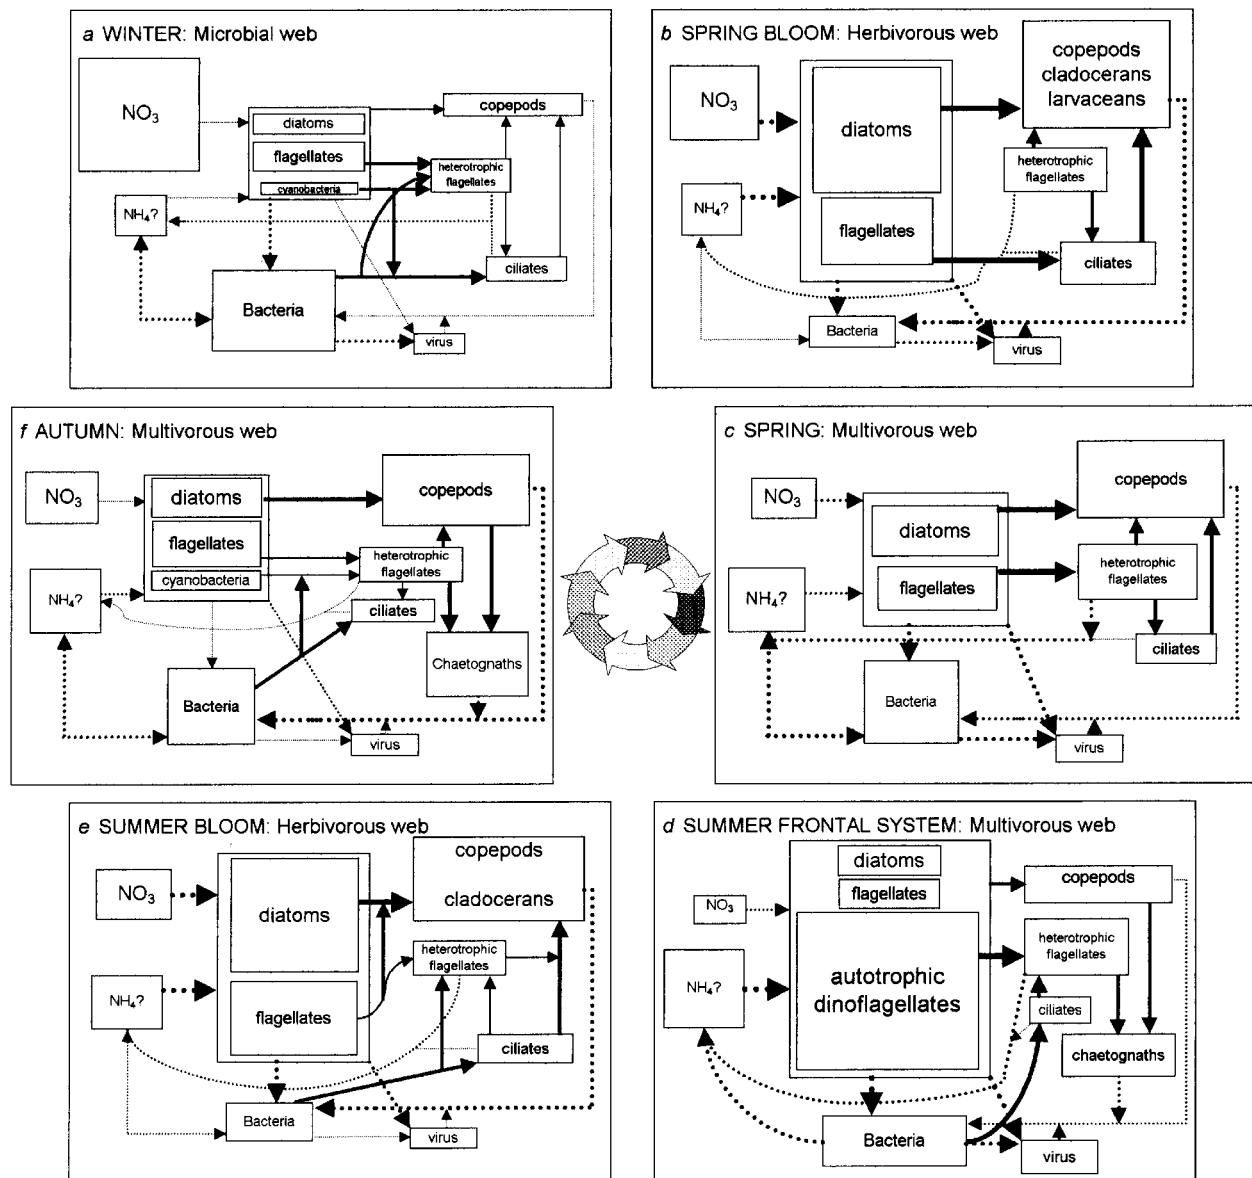 a WINTER: Microbial web
NO3
diatoms
flagellates
cyanobacteria
copepods
heterotrophic
flagellates
NH4?
ciliates
Bacteria
virus
b SPRING BLOOM: Herbivorous web
NO3
diatoms
copepods
cladocerans
larvaceans
heterotrophic
flagellates
NH4?
flagellates
ciliates
Bacteria
virus
f AUTUMN: Multivorous web
NO3
diatoms
flagellates
cyanobacteria
copepods
heterotrophic
flagellates
NH4?
ciliates
Chaetognaths
Bacteria
virus
c SPRING: Multivorous web
NO3
diatoms
flagellates
copepods
heterotrophic
flagellates
NH4?
ciliates
Bacteria
virus
e SUMMER BLOOM: Herbivorous web
NO3
diatoms
copepods
cladocerans
heterotrophic
flagellates
NH4?
flagellates
ciliates
Bacteria
virus
d SUMMER FRONTAL SYSTEM: Multivorous web
diatoms
flagellates
NO3
copepods
heterotrophic
flagellates
NH4?
autotrophic
dinoflagellates
ciliates
chaetognaths
Bacteria
virus